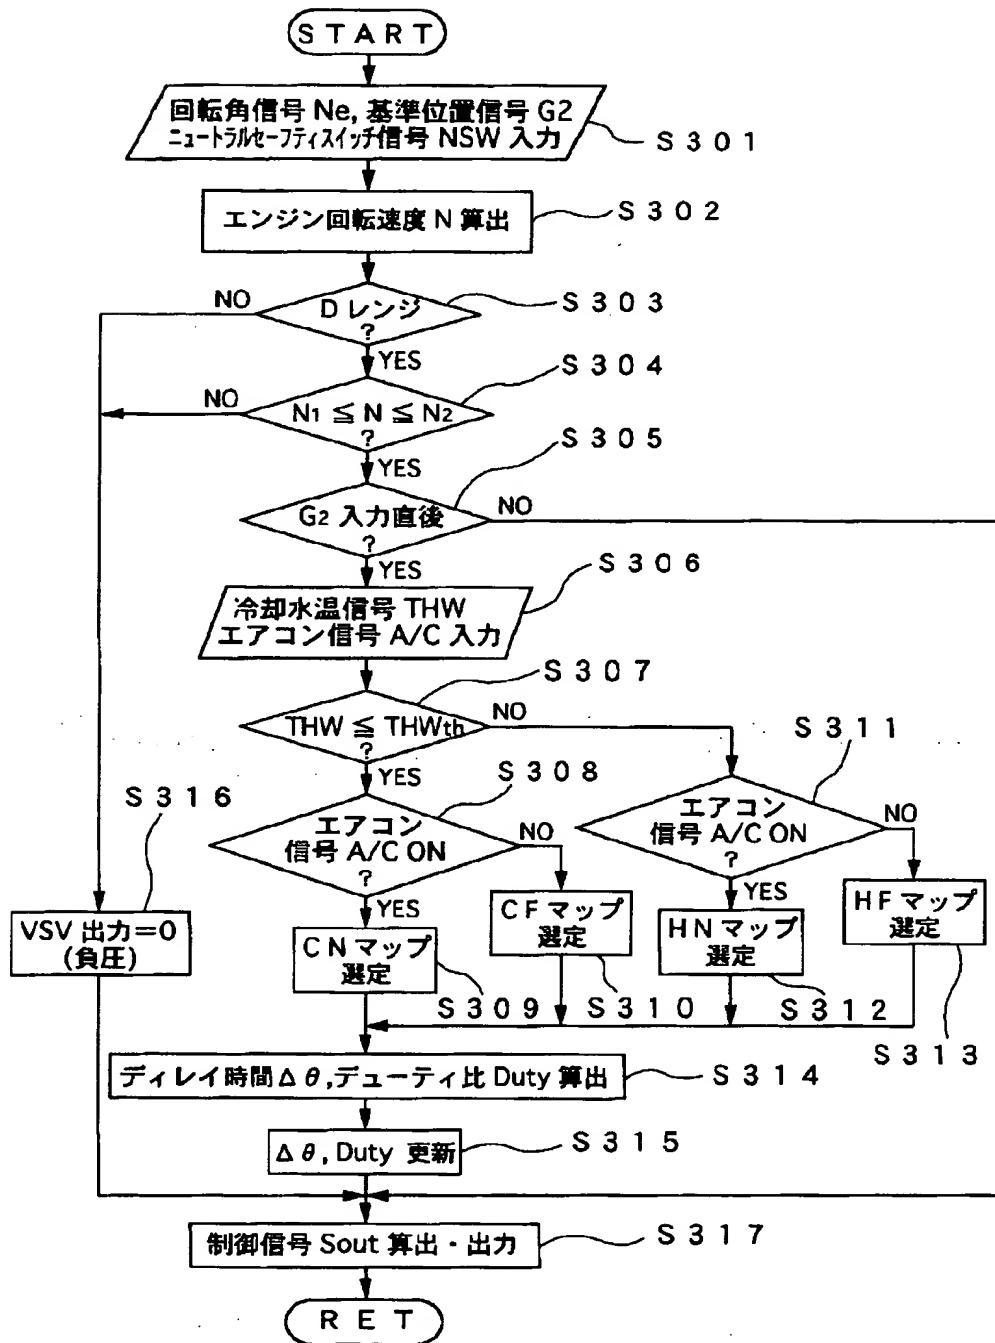 START
回転角信号 Ne, 基準位置信号 G2
ニュートラルセーフティスイッチ信号 NSW 入力
S301
エンジン回転速度 N 算出
S302
D レンジ
?
S303
NO
YES
N1 ≦ N ≦ N2
?
S304
NO
YES
G2 入力直後
?
S305
NO
YES
冷却水温信号 THW
エアコン信号 A/C 入力
S306
THW ≦ THWth
?
S307
NO
YES
エアコン
信号 A/C ON
?
S308
NO
YES
エアコン
信号 A/C ON
?
S311
NO
YES
S316
VSV 出力=0
(負圧)
CN マップ
選定
S309
CF マップ
選定
S310
HN マップ
選定
S312
HF マップ
選定
S313
ディレイ時間 Δθ, デューティ比 Duty 算出
S314
Δθ, Duty 更新
S315
制御信号 Sout 算出・出力
S317
RET